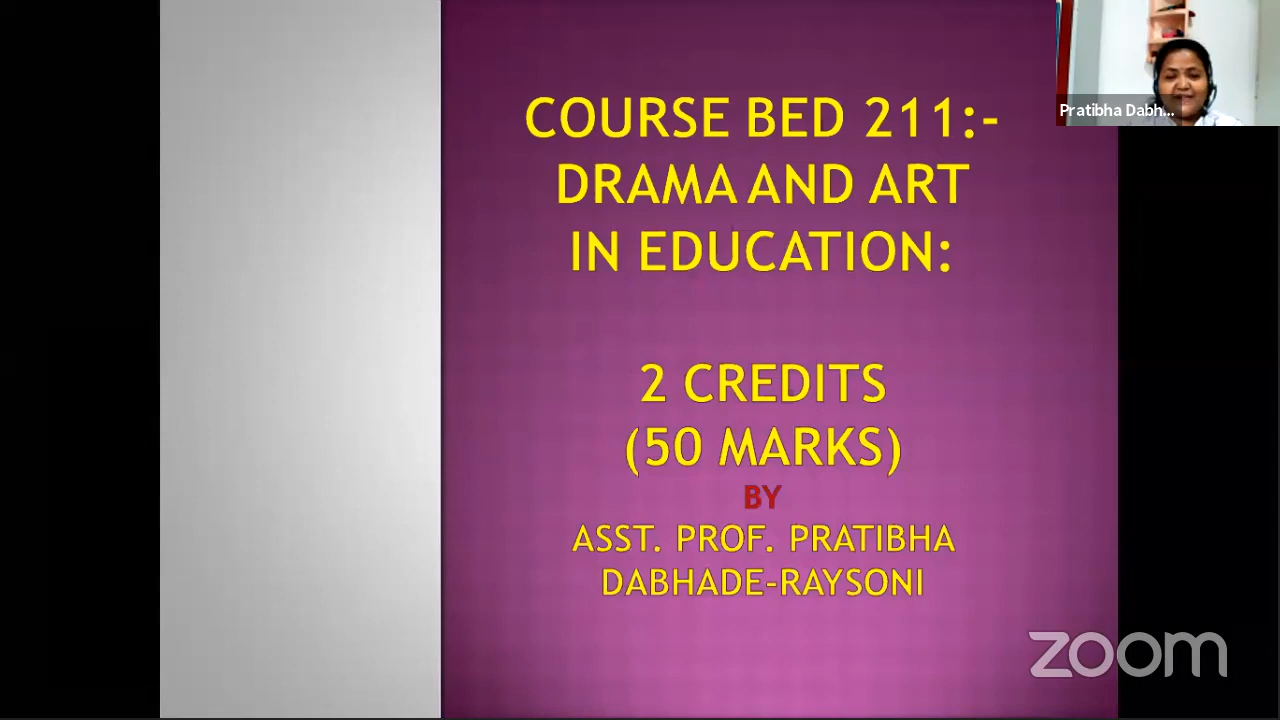 COURSE BED 211:-
DRAMA AND ART
IN EDUCATION:
2 CREDITS
(50 MARKS)
BY
ASST. PROF. PRATIBHA
DABHADE-RAYSONI
Pratibha Dabh...
zoom